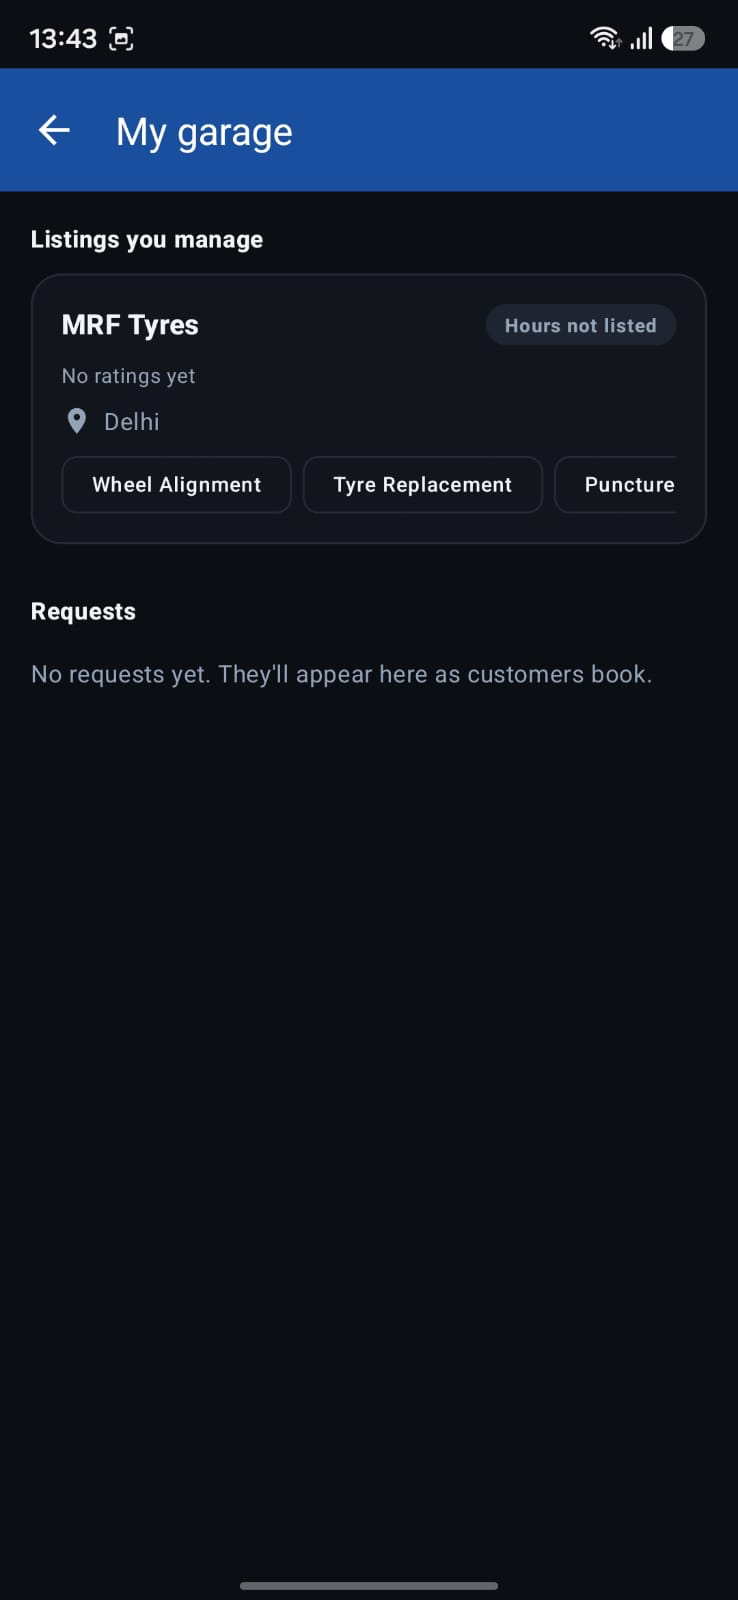 13:43
27
My garage
Listings you manage
MRF Tyres
Hours not listed
No ratings yet
Delhi
Wheel Alignment
Tyre Replacement
Puncture
Requests
No requests yet. They'll appear here as customers book.